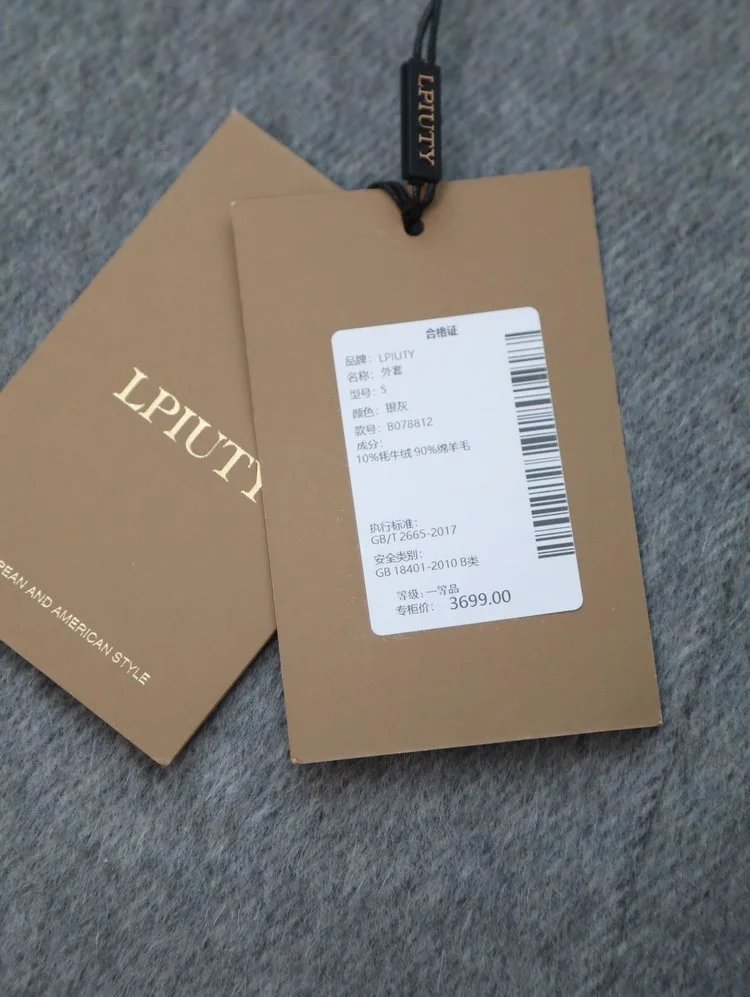 LPIUTY
LPIUTY
PEAN AND AMERICAN STYLE
合格证
品牌：LPIUTY
名称：外套
型号：S
颜色：银灰
款号：B078812
成分：
10%牦牛绒 90%绵羊毛
执行标准：
GB/T 2665-2017
安全类别：
GB 18401-2010 B类
等级：一等品
专柜价： 3699.00